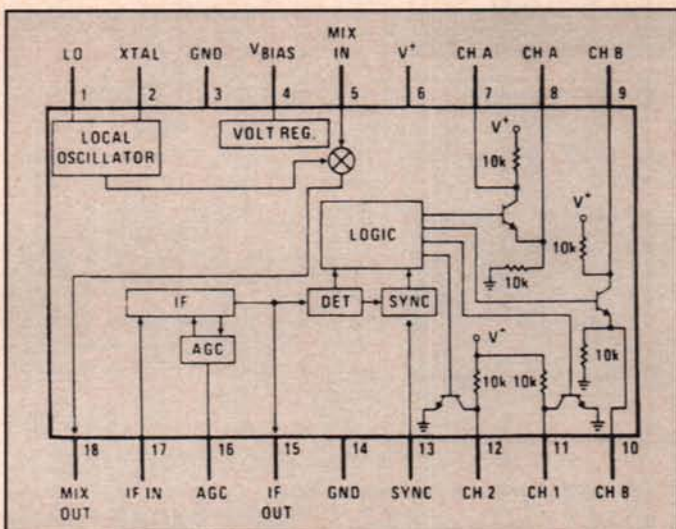 LO XTAL GND VBIAS MIX IN V+ CH A CH A CH B
1 2 3 4 5 6 7 8 9
LOCAL OSCILLATOR
VOLT REG.
V+
10k
V+
10k
LOGIC
10k
IF
DET
SYNC
AGC
V+
10k 10k
10k
18 17 16 15 14 13 12 11 10
MIX OUT IF IN AGC IF OUT GND SYNC CH 2 CH 1 CH B